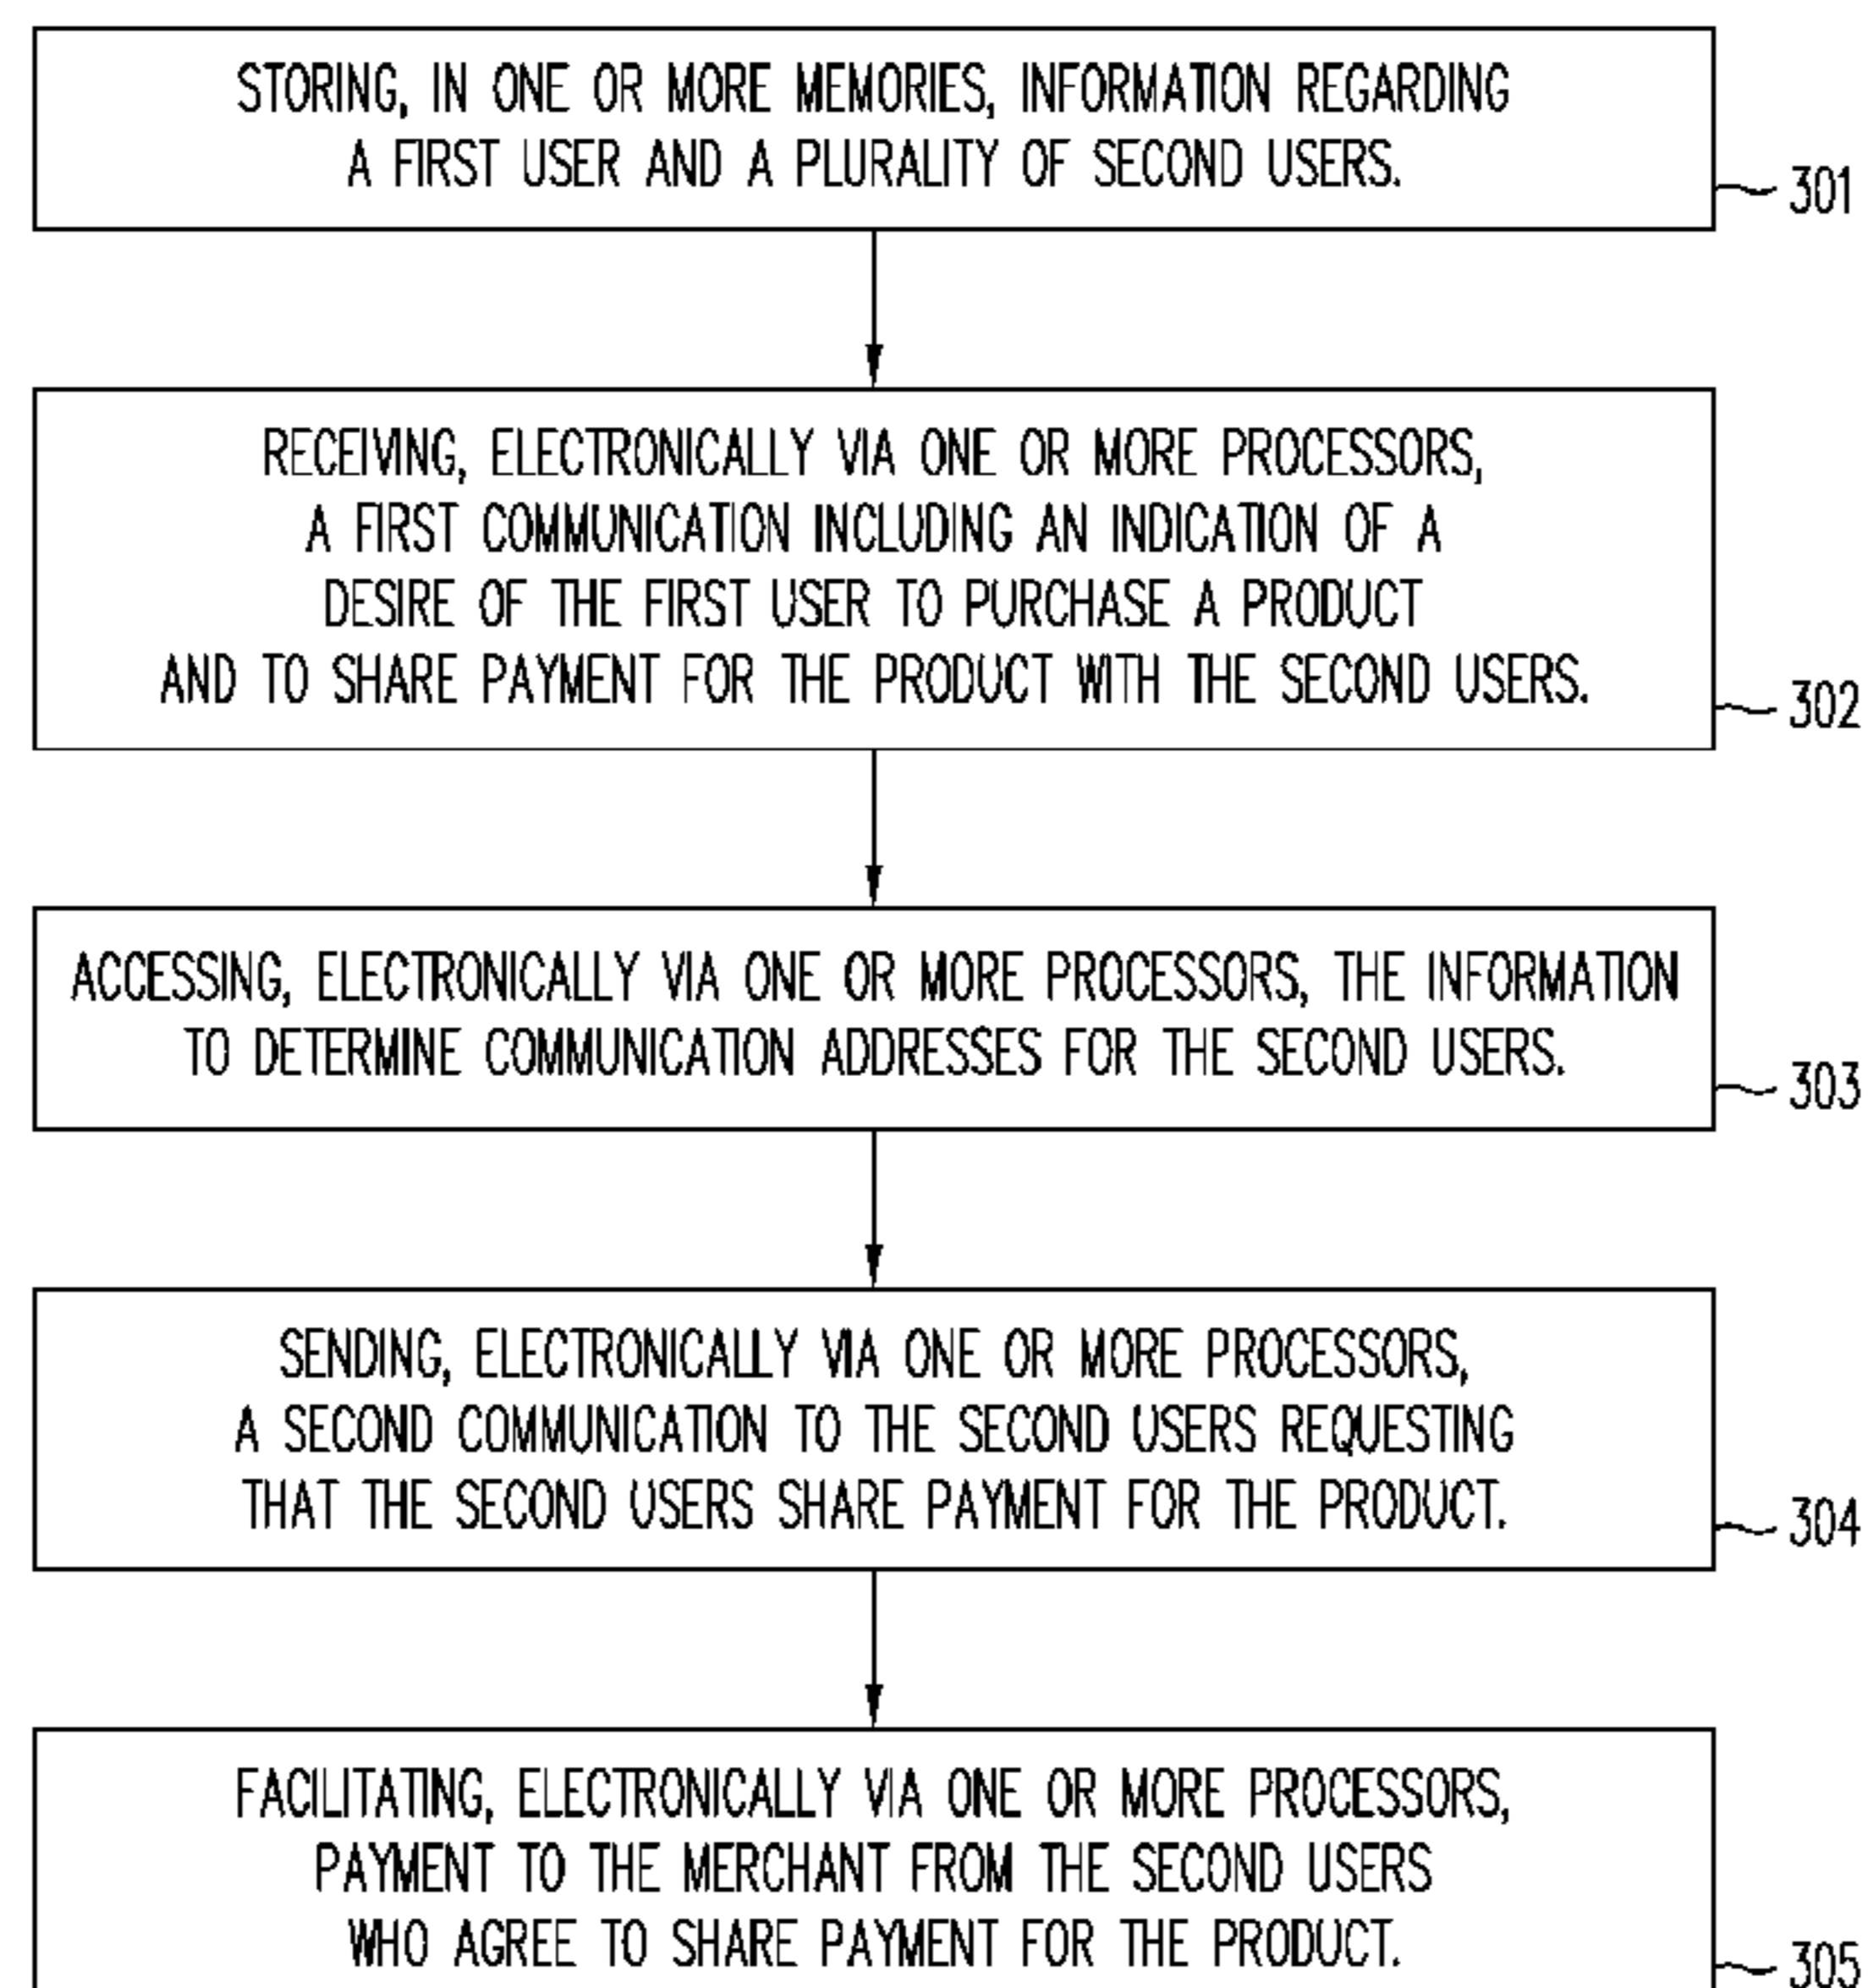 STORING, IN ONE OR MORE MEMORIES, INFORMATION REGARDING
A FIRST USER AND A PLURALITY OF SECOND USERS.
301
RECEIVING, ELECTRONICALLY VIA ONE OR MORE PROCESSORS,
A FIRST COMMUNICATION INCLUDING AN INDICATION OF A
DESIRE OF THE FIRST USER TO PURCHASE A PRODUCT
AND TO SHARE PAYMENT FOR THE PRODUCT WITH THE SECOND USERS.
302
ACCESSING, ELECTRONICALLY VIA ONE OR MORE PROCESSORS, THE INFORMATION
TO DETERMINE COMMUNICATION ADDRESSES FOR THE SECOND USERS.
303
SENDING, ELECTRONICALLY VIA ONE OR MORE PROCESSORS,
A SECOND COMMUNICATION TO THE SECOND USERS REQUESTING
THAT THE SECOND USERS SHARE PAYMENT FOR THE PRODUCT.
304
FACILITATING, ELECTRONICALLY VIA ONE OR MORE PROCESSORS,
PAYMENT TO THE MERCHANT FROM THE SECOND USERS
WHO AGREE TO SHARE PAYMENT FOR THE PRODUCT.
305